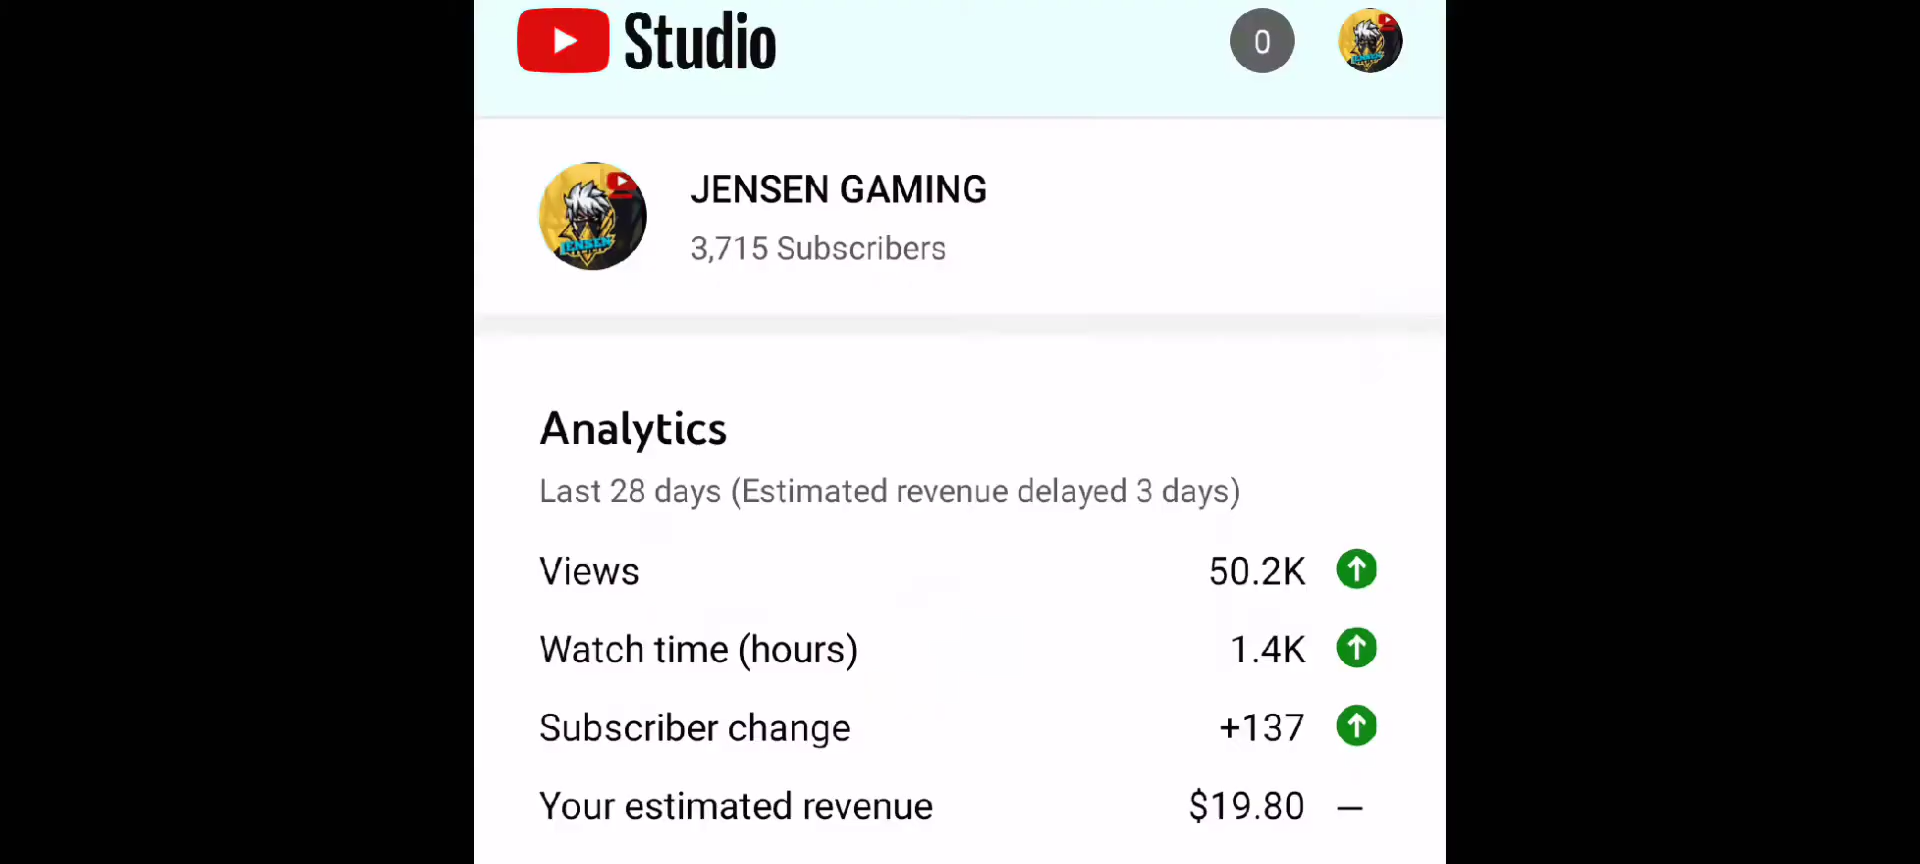 Studio
0
JENSEN GAMING
3,715 Subscribers
JENSEN
Analytics
Last 28 days (Estimated revenue delayed 3 days)
Views 50.2K
Watch time (hours) 1.4K
Subscriber change +137
Your estimated revenue $19.80 –